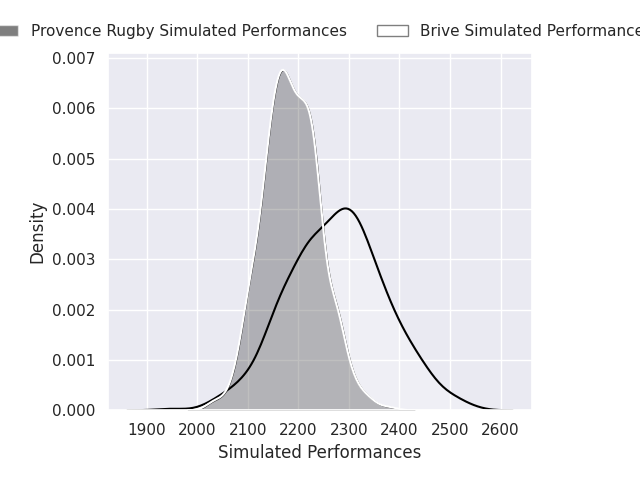 Provence Rugby Simulated Performances
Brive Simulated Performance
0.007
0.006
0.005
0.004
0.003
0.002
0.001
0.000
Density
1900 2000 2100 2200 2300 2400 2500 2600
Simulated Performances